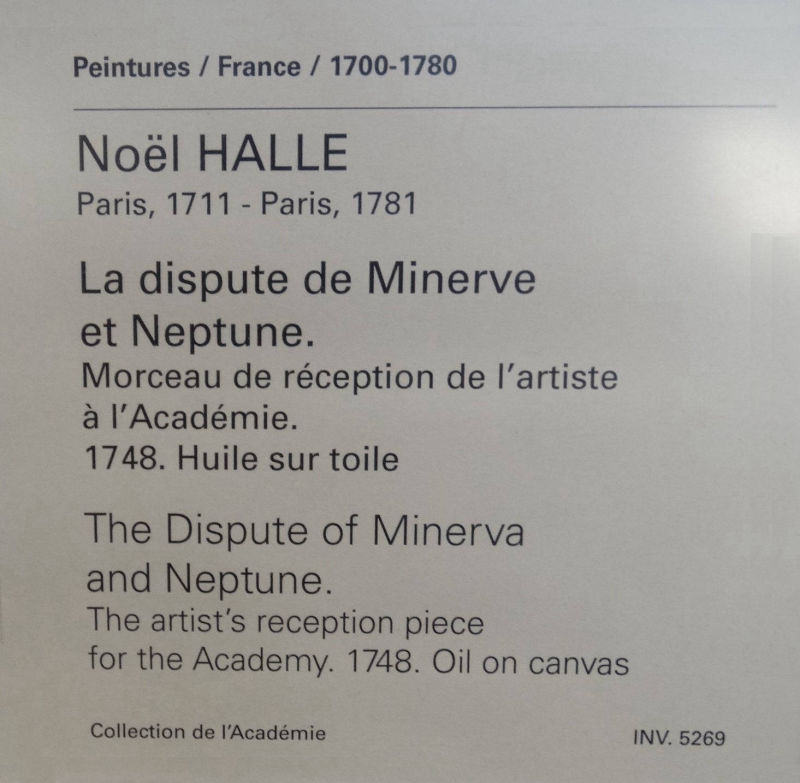 Peintures / France / 1700-1780
Noël HALLE
Paris, 1711 - Paris, 1781
La dispute de Minerve
et Neptune.
Morceau de réception de l'artiste
à l'Académie.
1748. Huile sur toile
The Dispute of Minerva
and Neptune.
The artist's reception piece
for the Academy. 1748. Oil on canvas
Collection de l'Académie INV. 5269